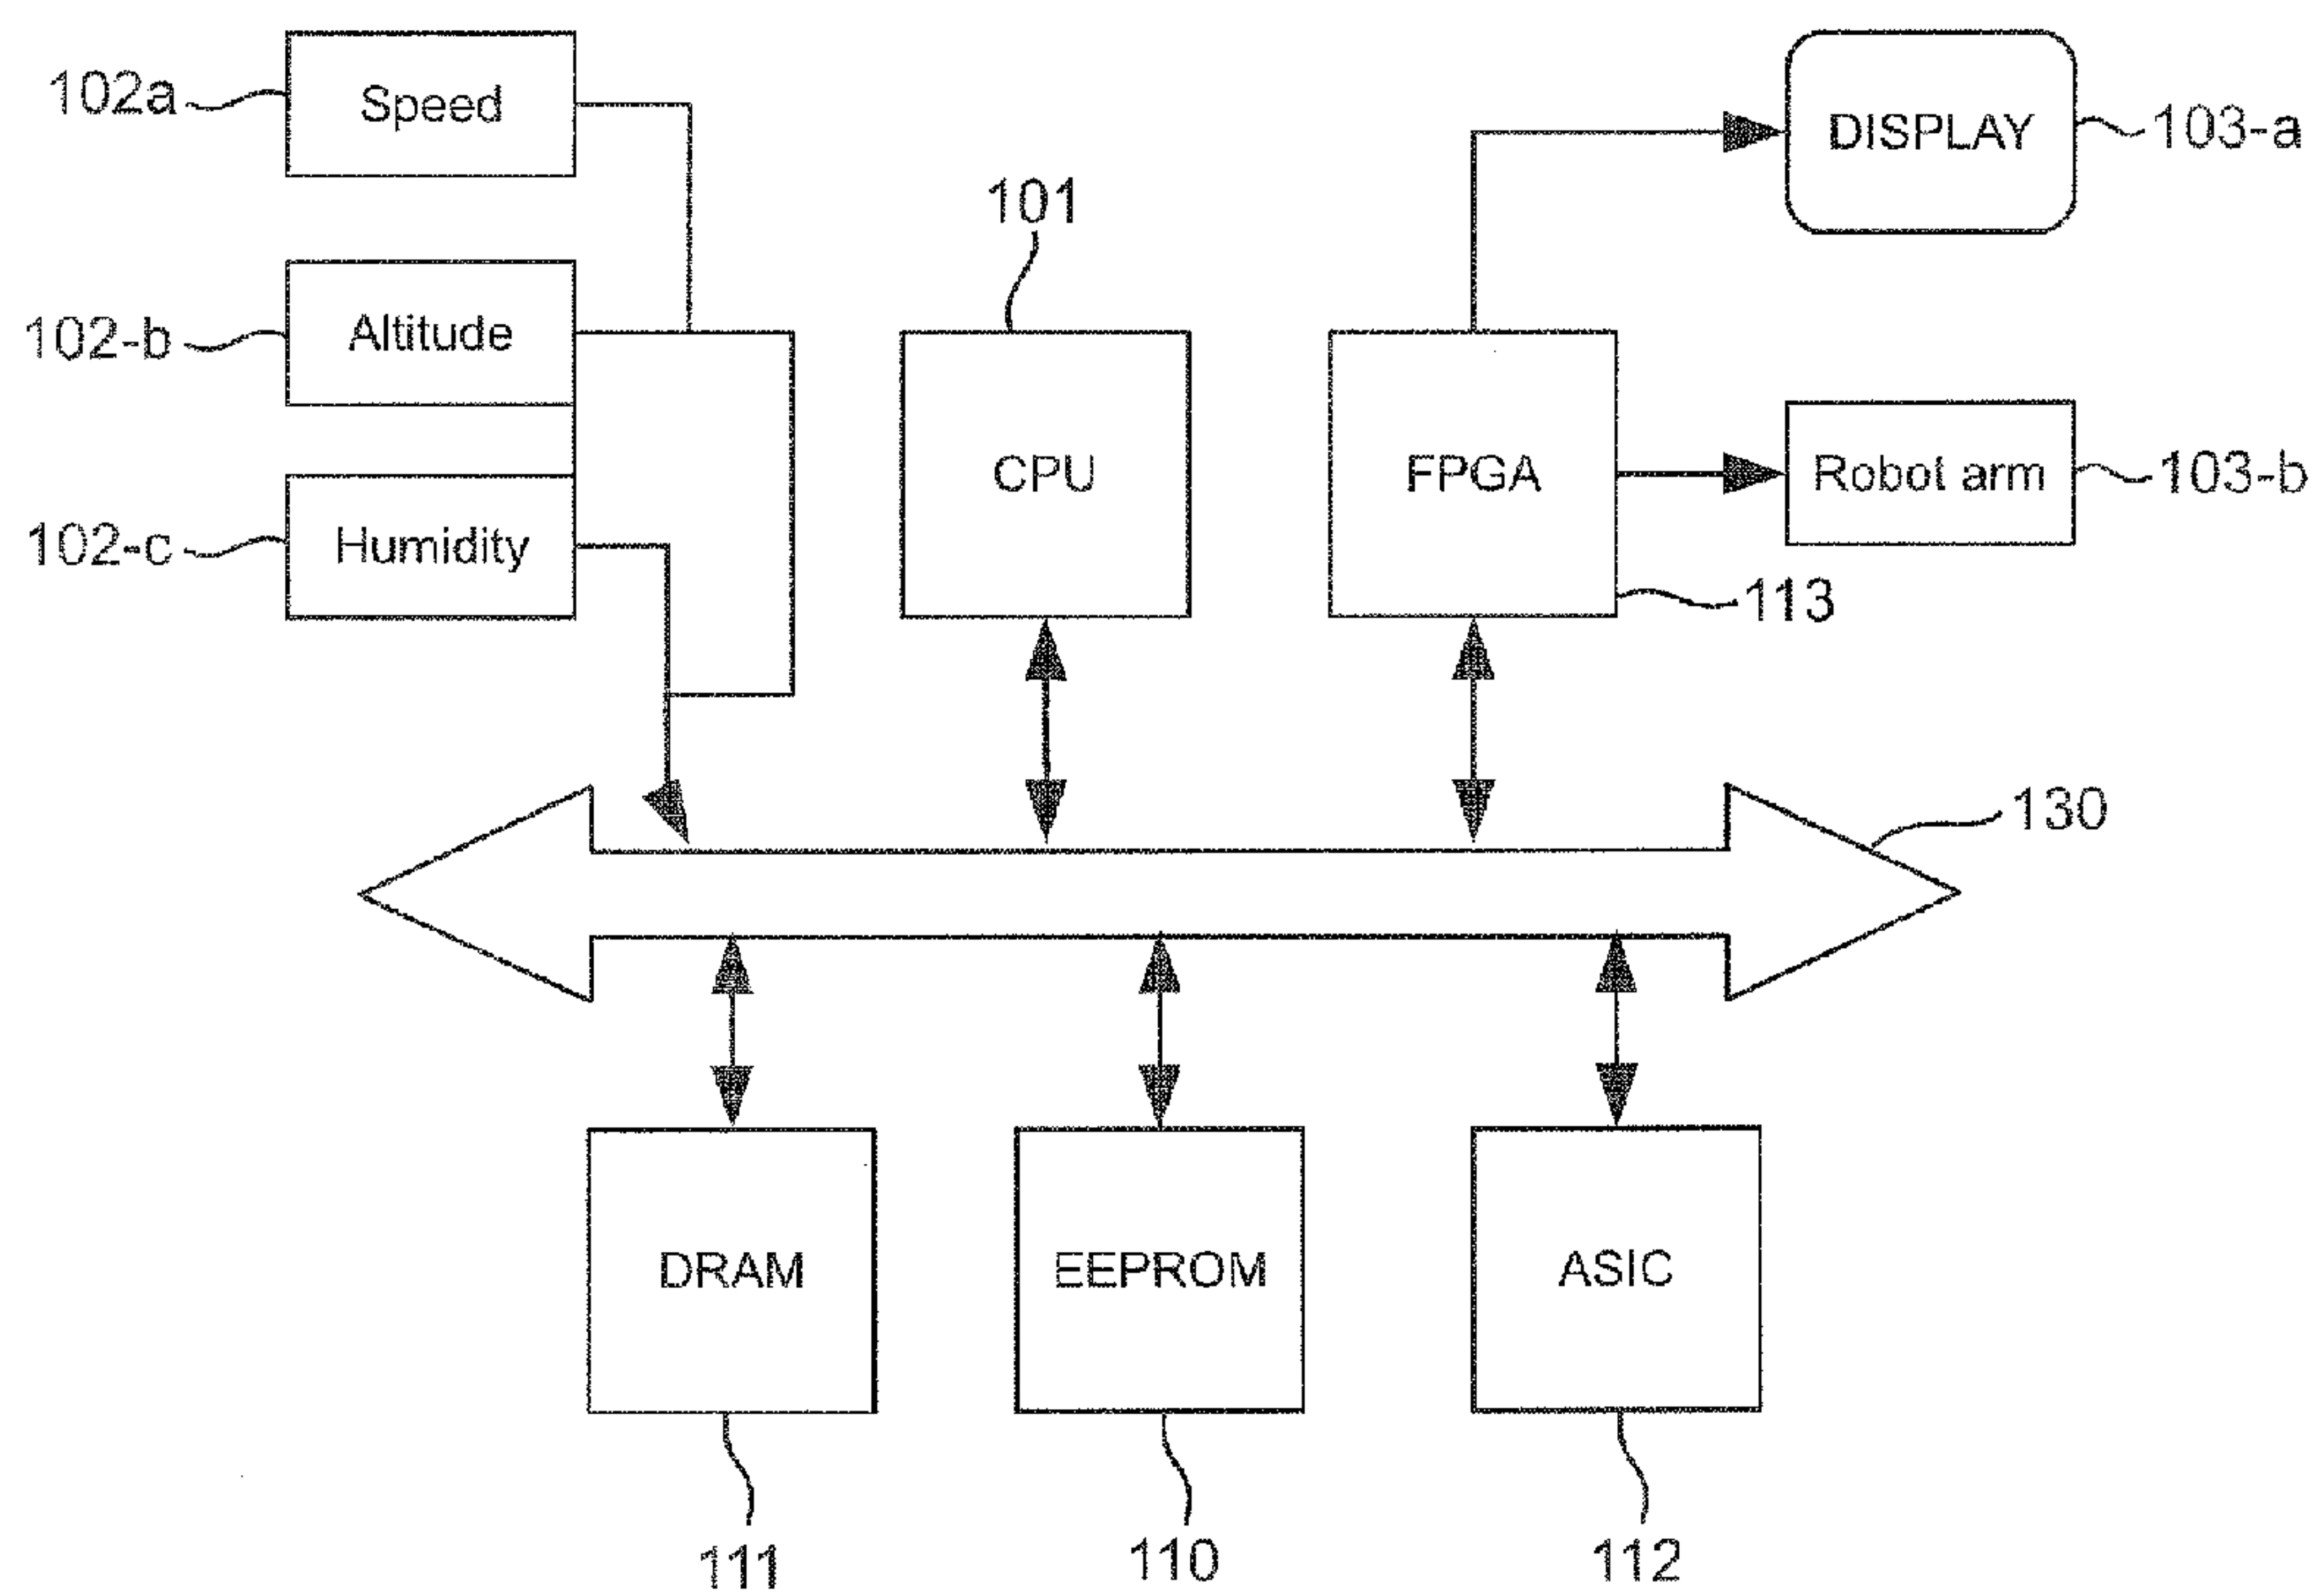 102a
Speed
DISPLAY
103-a
101
102-b
Altitude
CPU
FPGA
Robot arm
103-b
102-c
Humidity
113
130
DRAM
EEPROM
ASIC
111
110
112